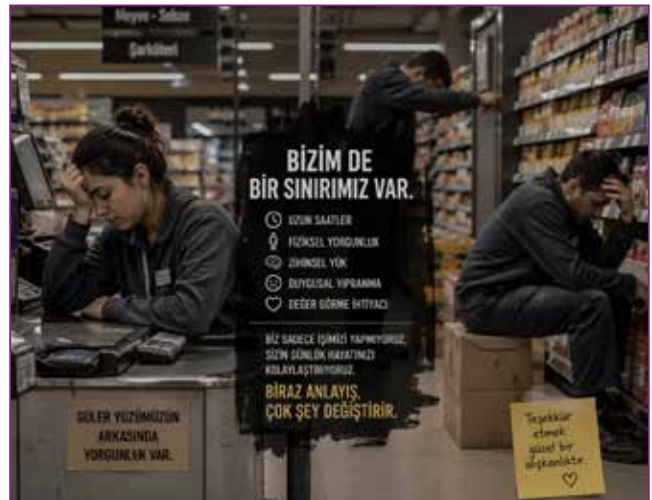 Meyve - Sebze
Şarküteri
BİZİM DE
BİR SINIRIMIZ VAR.
UZUN SAATLER
FİZİKSEL YORGUNLUK
ZİHİNSEL YÜK
DUYGUSAL YIPRANMA
DEĞER GÖRME İHTİYACI
BİZ SADECE İŞİMİZİ YAPMIYORUZ,
SİZİN GÜNLÜK HAYATINIZI
KOLAYLAŞTIRIYORUZ.
BİRAZ ANLAYIŞ,
ÇOK ŞEY DEĞİŞTİRİR.
GÜLER YÜZÜMÜZÜN
ARKASINDA
YORGUNLUK VAR.
Teşekkür
etmek,
güzel bir
alışkanlıktır.